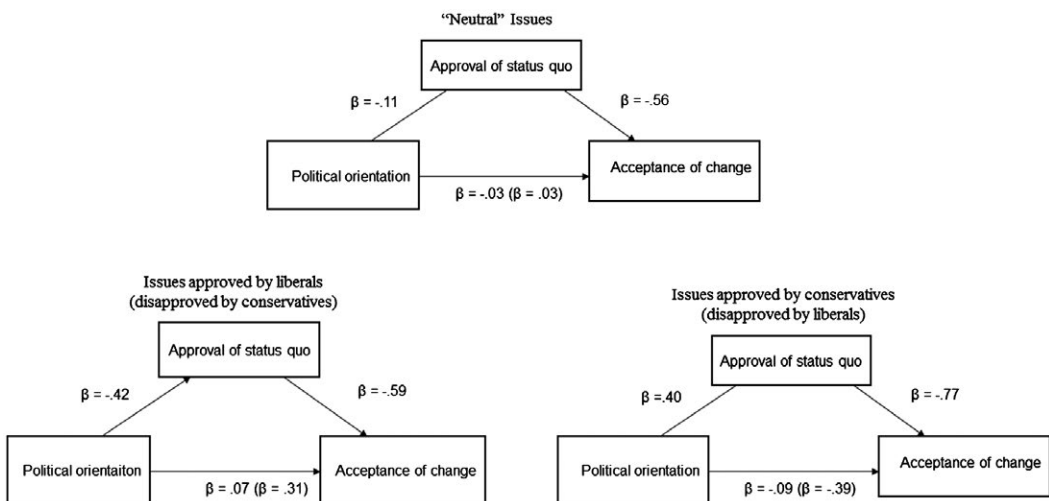 “Neutral” Issues
Approval of status quo
β = -.11
β = -.56
Political orientation
Acceptance of change
β = -.03 (β = .03)
Issues approved by liberals
(disapproved by conservatives)
Approval of status quo
β = -.42
β = -.59
Political orientaiton
Acceptance of change
β = .07 (β = .31)
Issues approved by conservatives
(disapproved by liberals)
Approval of status quo
β =.40
β = -.77
Political orientation
Acceptance of change
β = -.09 (β = -.39)